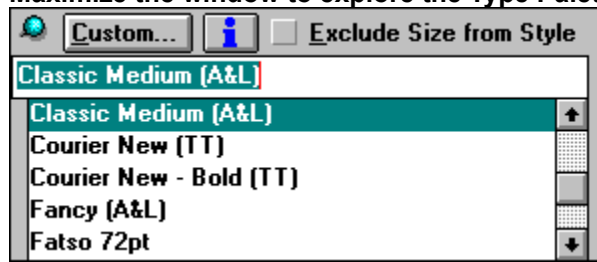 Maximize the window to explore the Type Palet
Custom... i Exclude Size from Style
Classic Medium (A&L)
Classic Medium (A&L)
Courier New (TT)
Courier New - Bold (TT)
Fancy (A&L)
Fatso 72pt